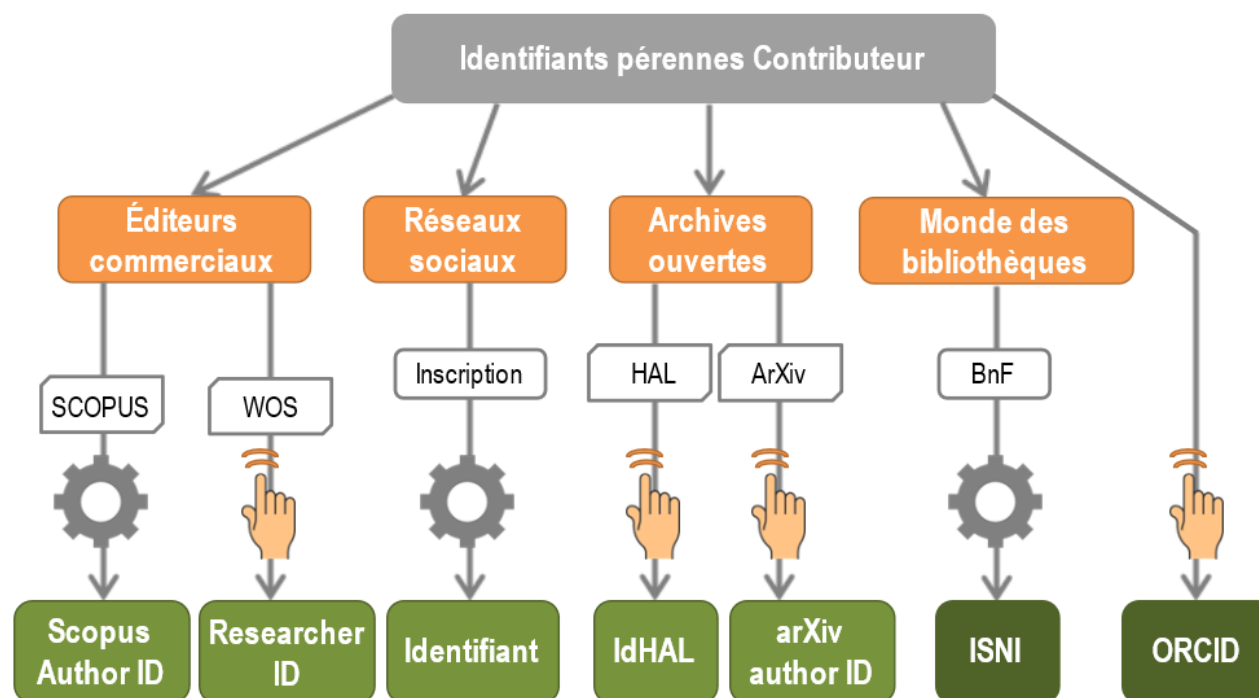 Identifiants pérennes Contributeur
Éditeurs
commerciaux
Réseaux
sociaux
Archives
ouvertes
Monde des
bibliothèques
SCOPUS
WOS
Inscription
HAL
ArXiv
BnF
Scopus
Author ID
Researcher
ID
Identifiant
IdHAL
arXiv
author ID
ISNI
ORCID